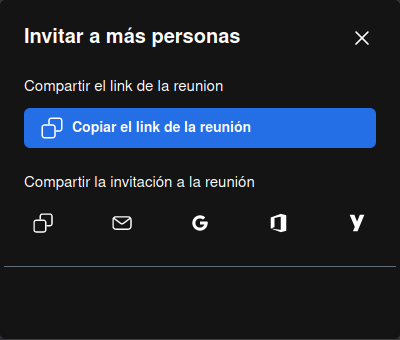 Invitar a más personas
Compartir el link de la reunion
Copiar el link de la reunión
Compartir la invitación a la reunión